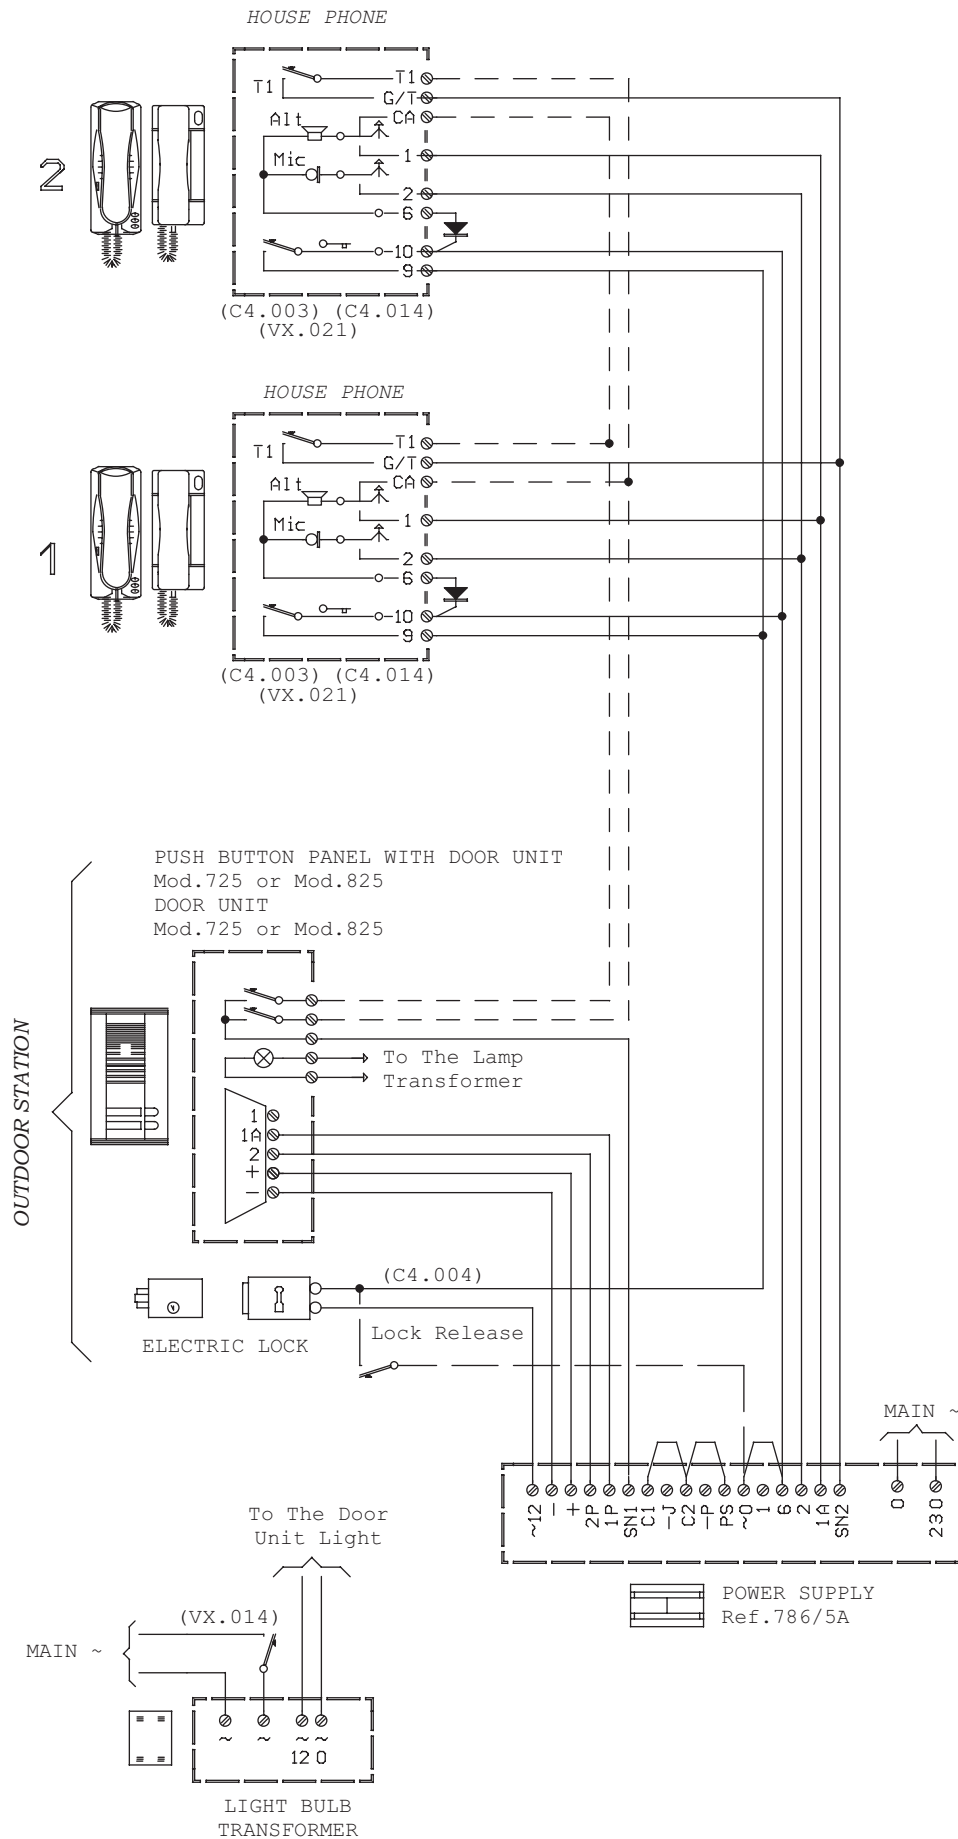 HOUSE PHONE
T1
T1
G/T
Alt
CA
Mic
1
2
2
6
10
9
(C4.003) (C4.014)
(VX.021)
HOUSE PHONE
T1
T1
G/T
Alt
CA
Mic
1
1
2
6
10
9
(C4.003) (C4.014)
(VX.021)
PUSH BUTTON PANEL WITH DOOR UNIT
Mod.725 or Mod.825
DOOR UNIT
Mod.725 or Mod.825
OUTDOOR STATION
To The Lamp
Transformer
1
1A
2
+
−
(C4.004)
Lock Release
ELECTRIC LOCK
MAIN ~
~12
−
+
2P
1P
SN1
C1
-J
C2
-P
PS
~0
1
6
2
1A
SN2
0
230
POWER SUPPLY
Ref.786/5A
To The Door
Unit Light
(VX.014)
MAIN ~
~ ~ ~ ~
12 0
LIGHT BULB
TRANSFORMER